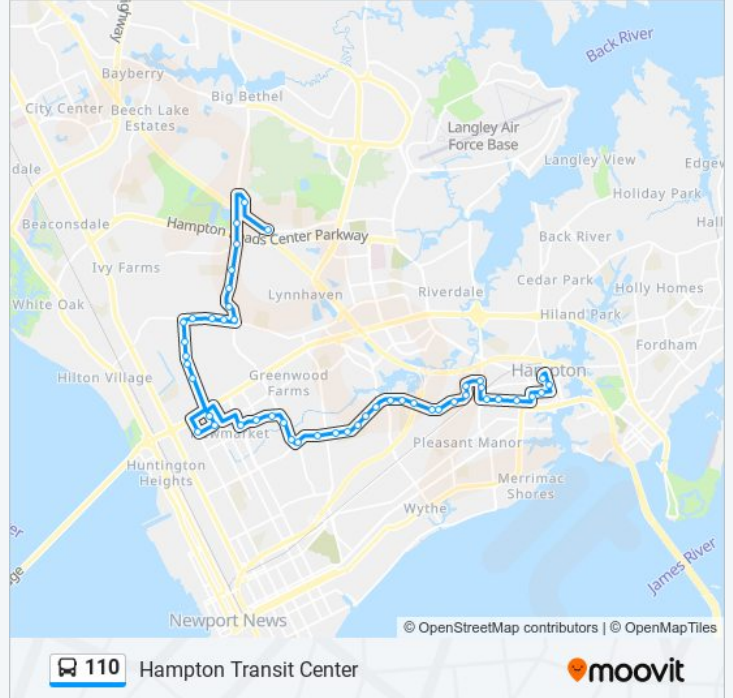 Highway
Back River
Bayberry
City Center
Beech Lake
Estates
Big Bethel
Langley Air
Force Base
Langley View
dale
Holiday Park
Beaconsdale
Hampton Roads Center Parkway
Back River
Ivy Farms
Lynnhaven
Riverdale
Cedar Park
Holly Homes
White Oak
Hiland Park
Fordham
Hilton Village
Greenwood
Farms
Hampton
Newmarket
Pleasant Manor
Huntington
Heights
Merrimac
Shores
Wythe
James River
Newport News
© OpenStreetMap contributors | © OpenMapTiles
110 Hampton Transit Center
moovit